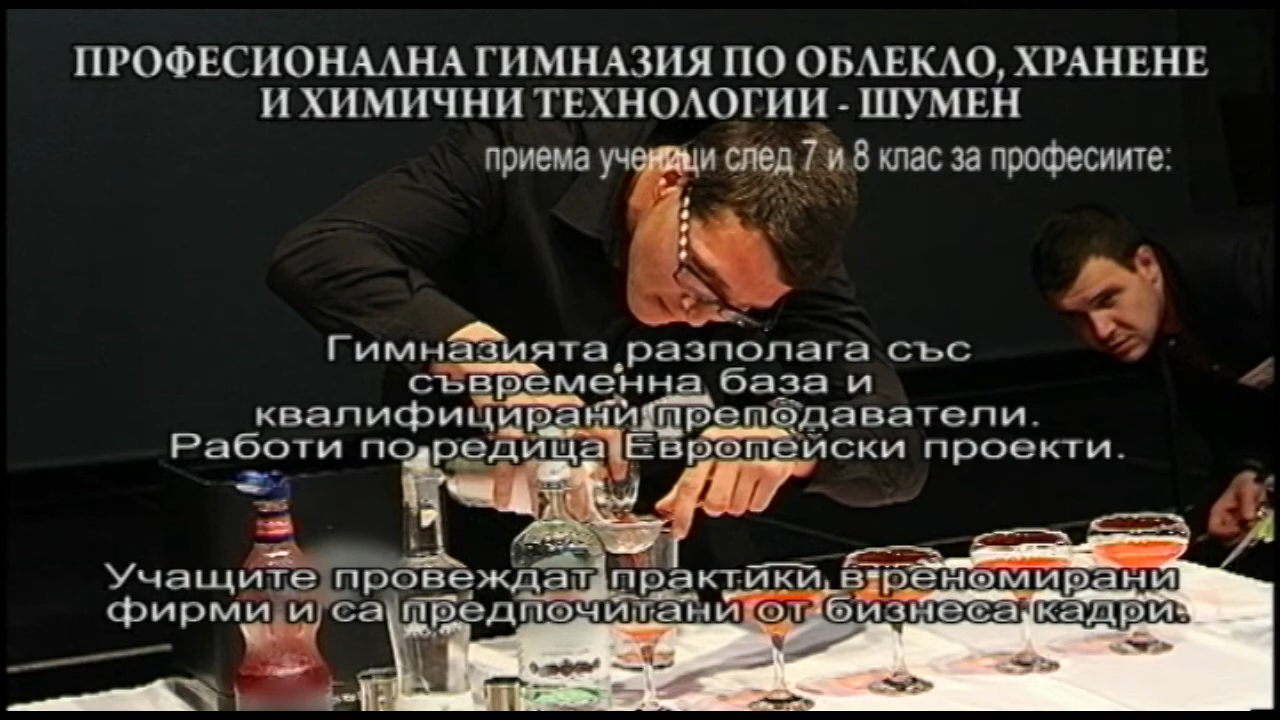 ПРОФЕСИОНАЛНА ГИМНАЗИЯ ПО ОБЛЕКЛО, ХРАНЕНЕ
И ХИМИЧНИ ТЕХНОЛОГИИ - ШУМЕН
приема ученици след 7 и 8 клас за професиите:
Гимназията разполага със
съвременна база и
квалифицирани преподаватели.
Работи по редица Европейски проекти.
Учащите провеждат практики в реномирани
фирми и са предпочитани от бизнеса кадри.